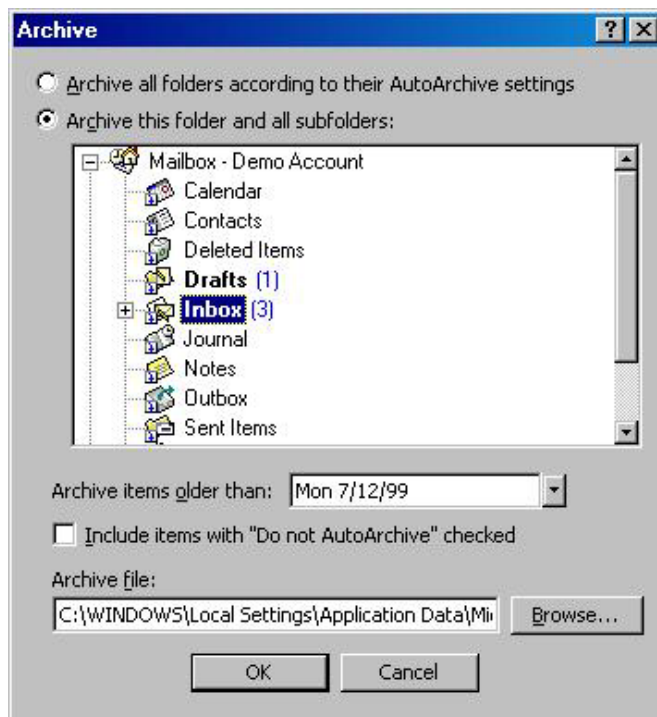 Archive
Archive all folders according to their AutoArchive settings
Archive this folder and all subfolders:
Mailbox - Demo Account
Calendar
Contacts
Deleted Items
Drafts (1)
Inbox (3)
Journal
Notes
Outbox
Sent Items
Archive items older than: Mon 7/12/99
Include items with "Do not AutoArchive" checked
Archive file:
C:\WINDOWS\Local Settings\Application Data\Mi Browse...
OK Cancel